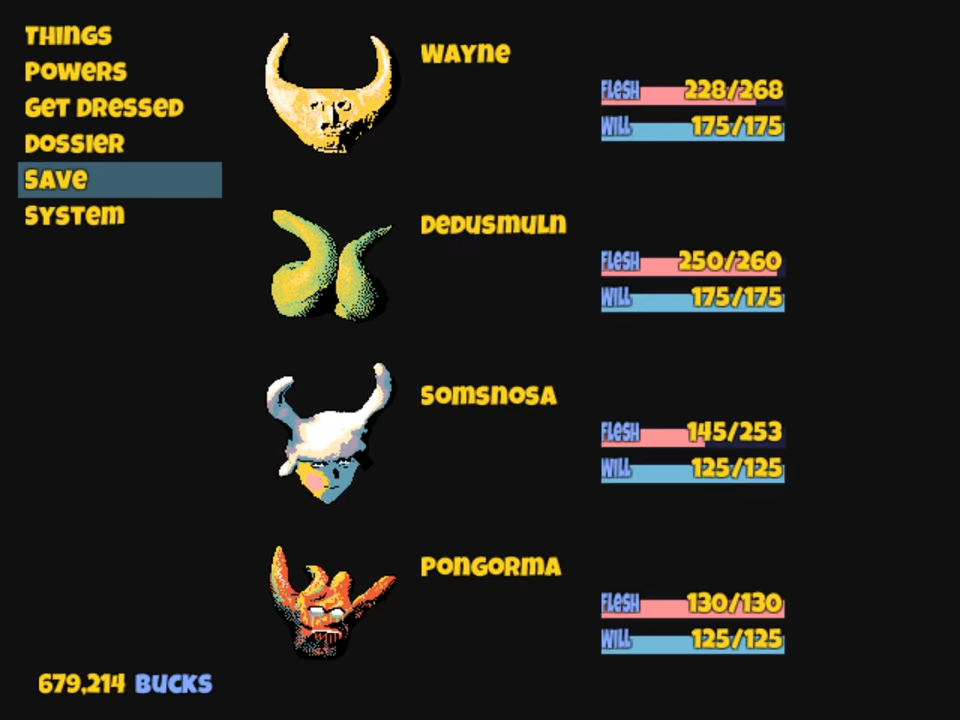 THINGS
POWERS
GET DRESSED
DOSSIER
SAVE
SYSTEM
WAYNE
FLESH 228/268
WILL 175/175
DEDUSMULN
FLESH 250/260
WILL 175/175
SOMSNOSA
FLESH 145/253
WILL 125/125
PONGORMA
FLESH 130/130
WILL 125/125
679,214 BUCKS